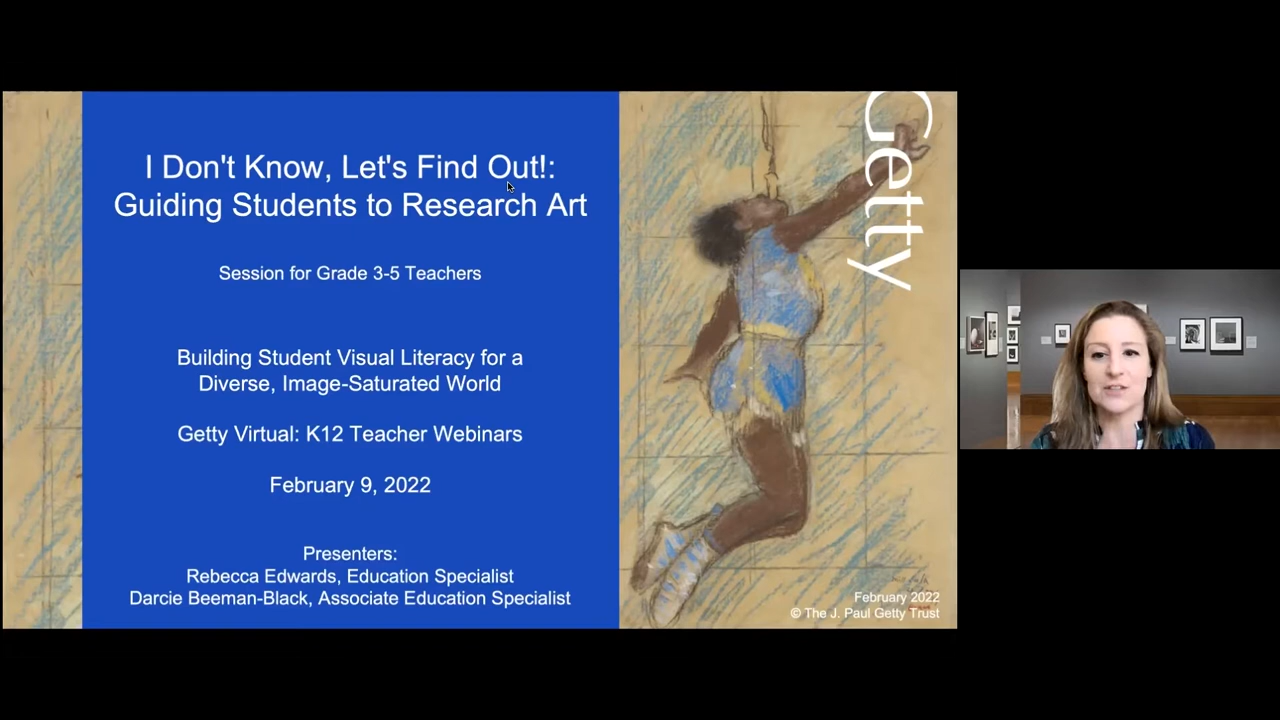 I Don't Know, Let's Find Out!:
Guiding Students to Research Art
Session for Grade 3-5 Teachers
Building Student Visual Literacy for a
Diverse, Image-Saturated World
Getty Virtual: K12 Teacher Webinars
February 9, 2022
Presenters:
Rebecca Edwards, Education Specialist
Darcie Beeman-Black, Associate Education Specialist
Getty
February 2022
© The J. Paul Getty Trust